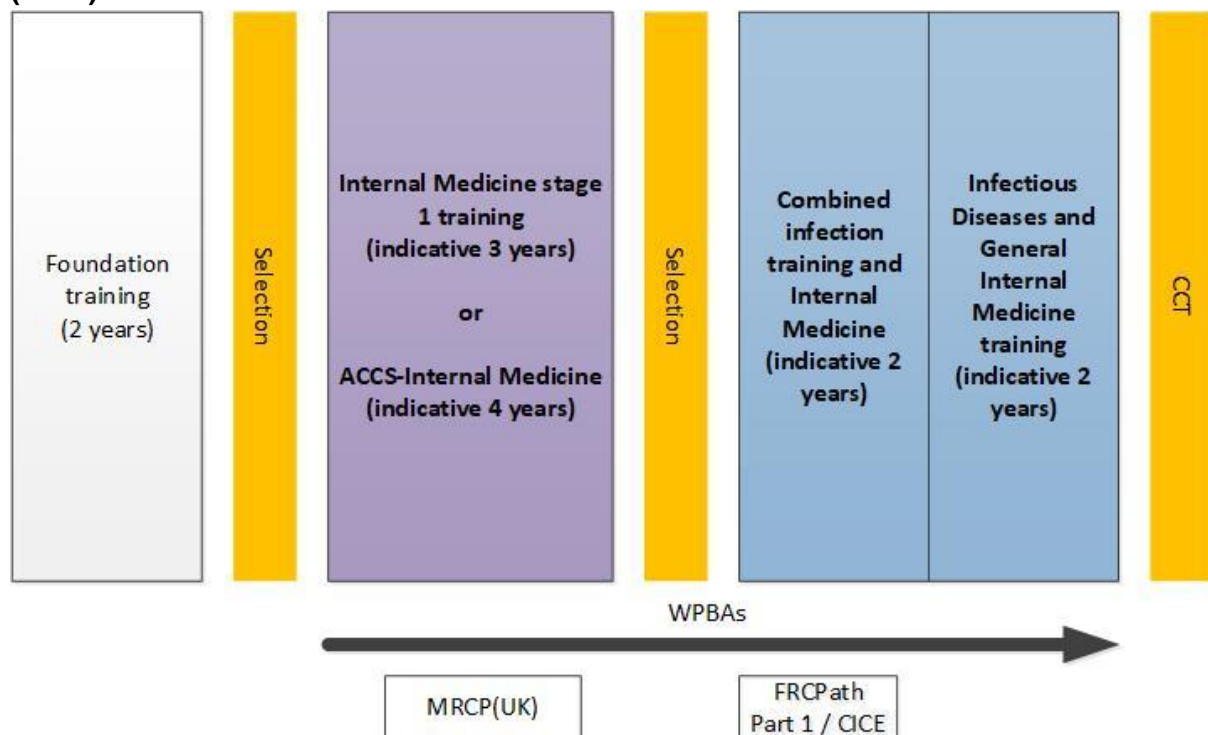 Foundation
training
(2 years)
Selection
Internal Medicine stage
1 training
(indicative 3 years)
or
ACCS-Internal Medicine
(indicative 4 years)
Selection
Combined
infection
training and
Internal
Medicine
(indicative 2
years)
Infectious
Diseases and
General
Internal
Medicine
training
(indicative 2
years)
CCT
WPBAs
MRCP(UK)
FRCPath
Part 1 / CICE